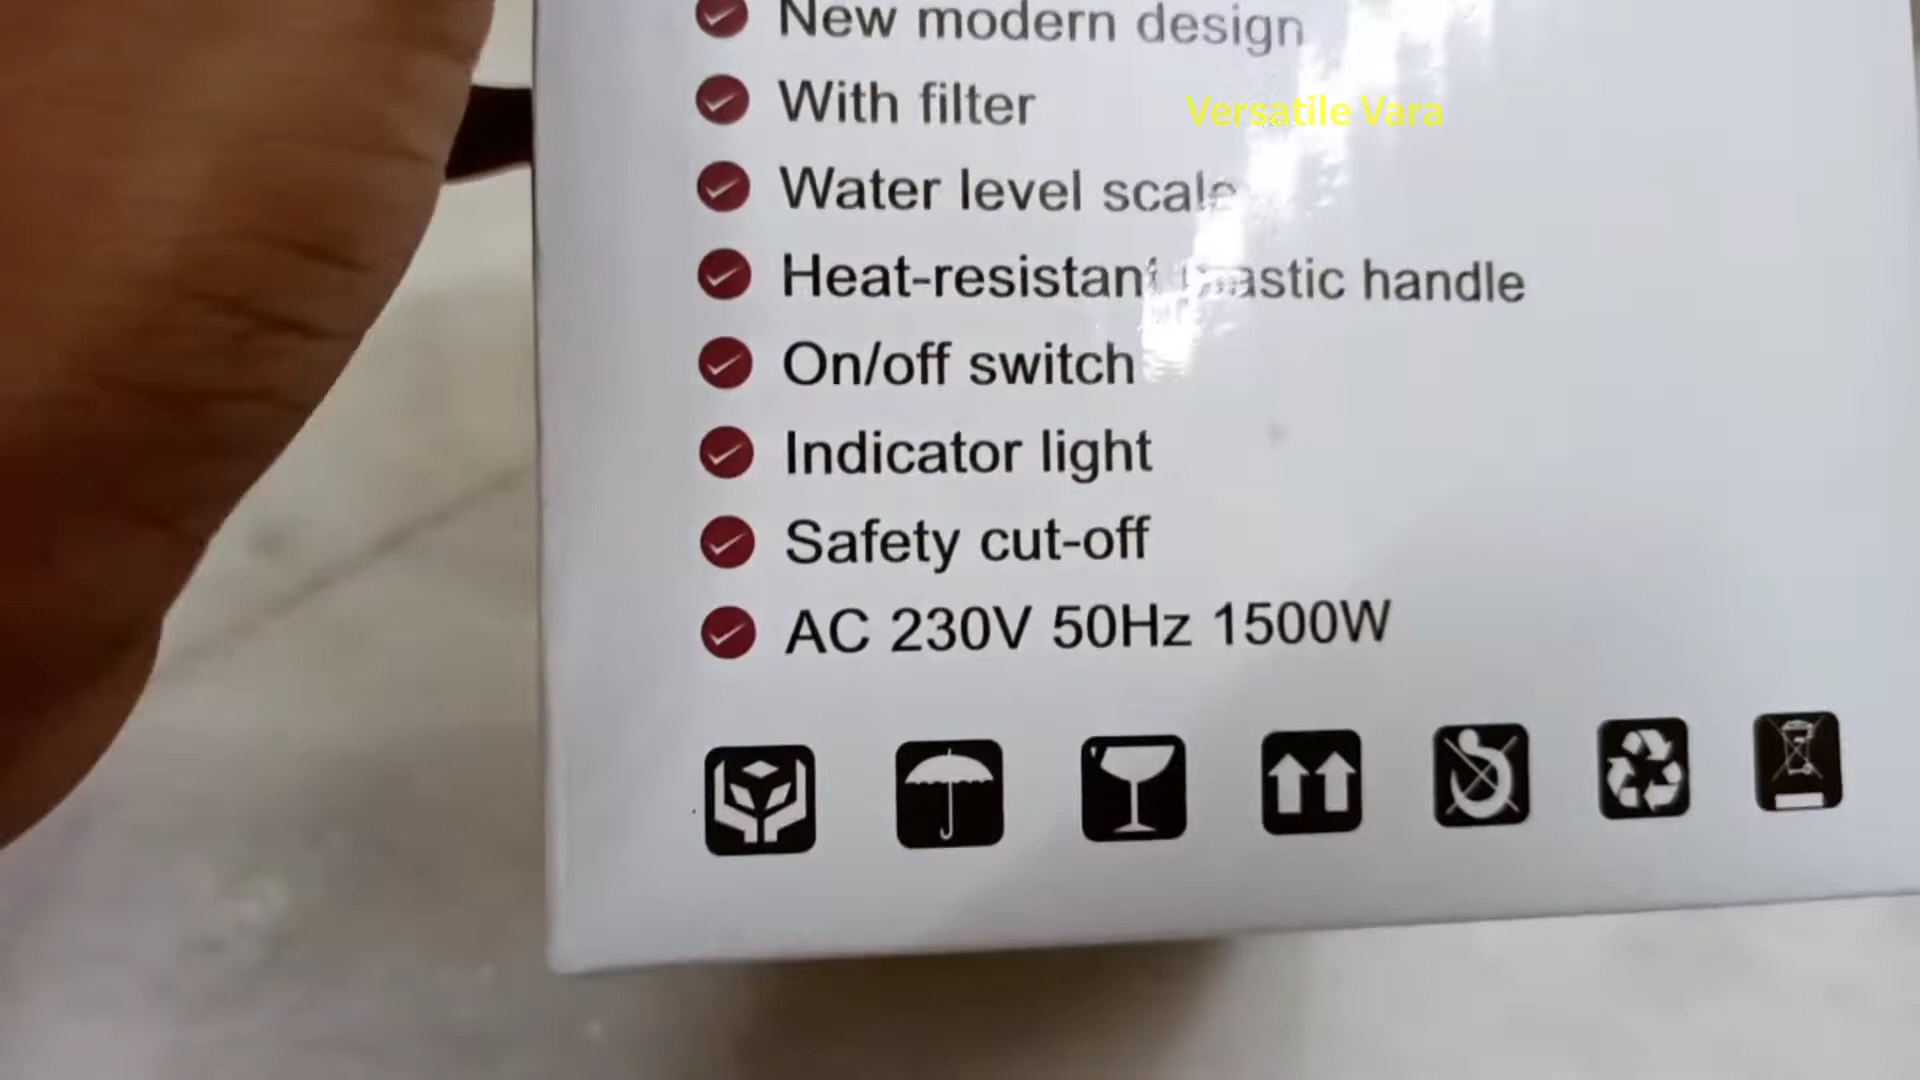 New modern design
With filter
Versatile Vara
Water level scale
Heat-resistant plastic handle
On/off switch
Indicator light
Safety cut-off
AC 230V 50Hz 1500W